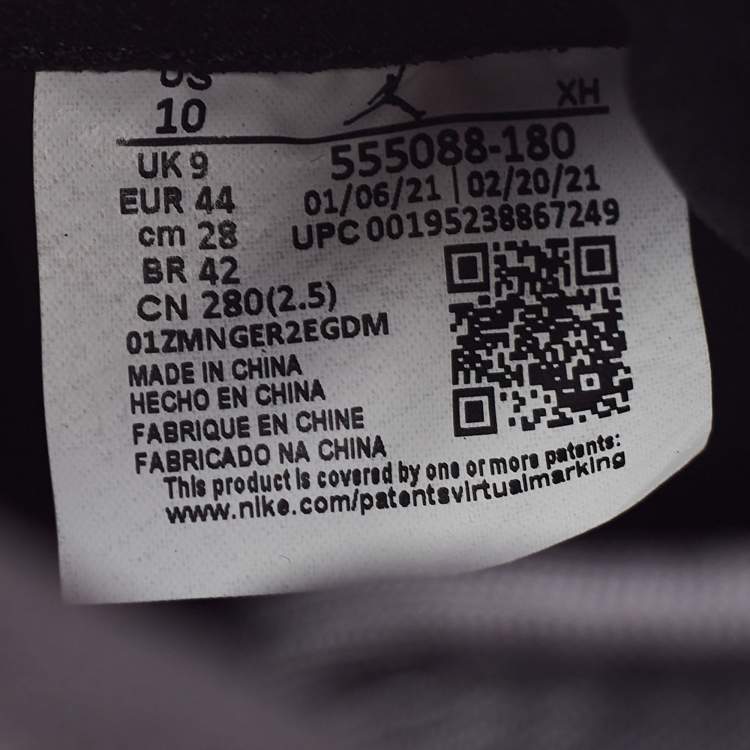 US
10
XH
UK 9
555088-180
EUR 44
01/06/21 | 02/20/21
cm 28
UPC 00195238867249
BR 42
CN 280(2.5)
01ZMNGER2EGDM
MADE IN CHINA
HECHO EN CHINA
FABRIQUE EN CHINE
FABRICADO NA CHINA
This product is covered by one or more patents:
www.nike.com/patentsvirtualmarking